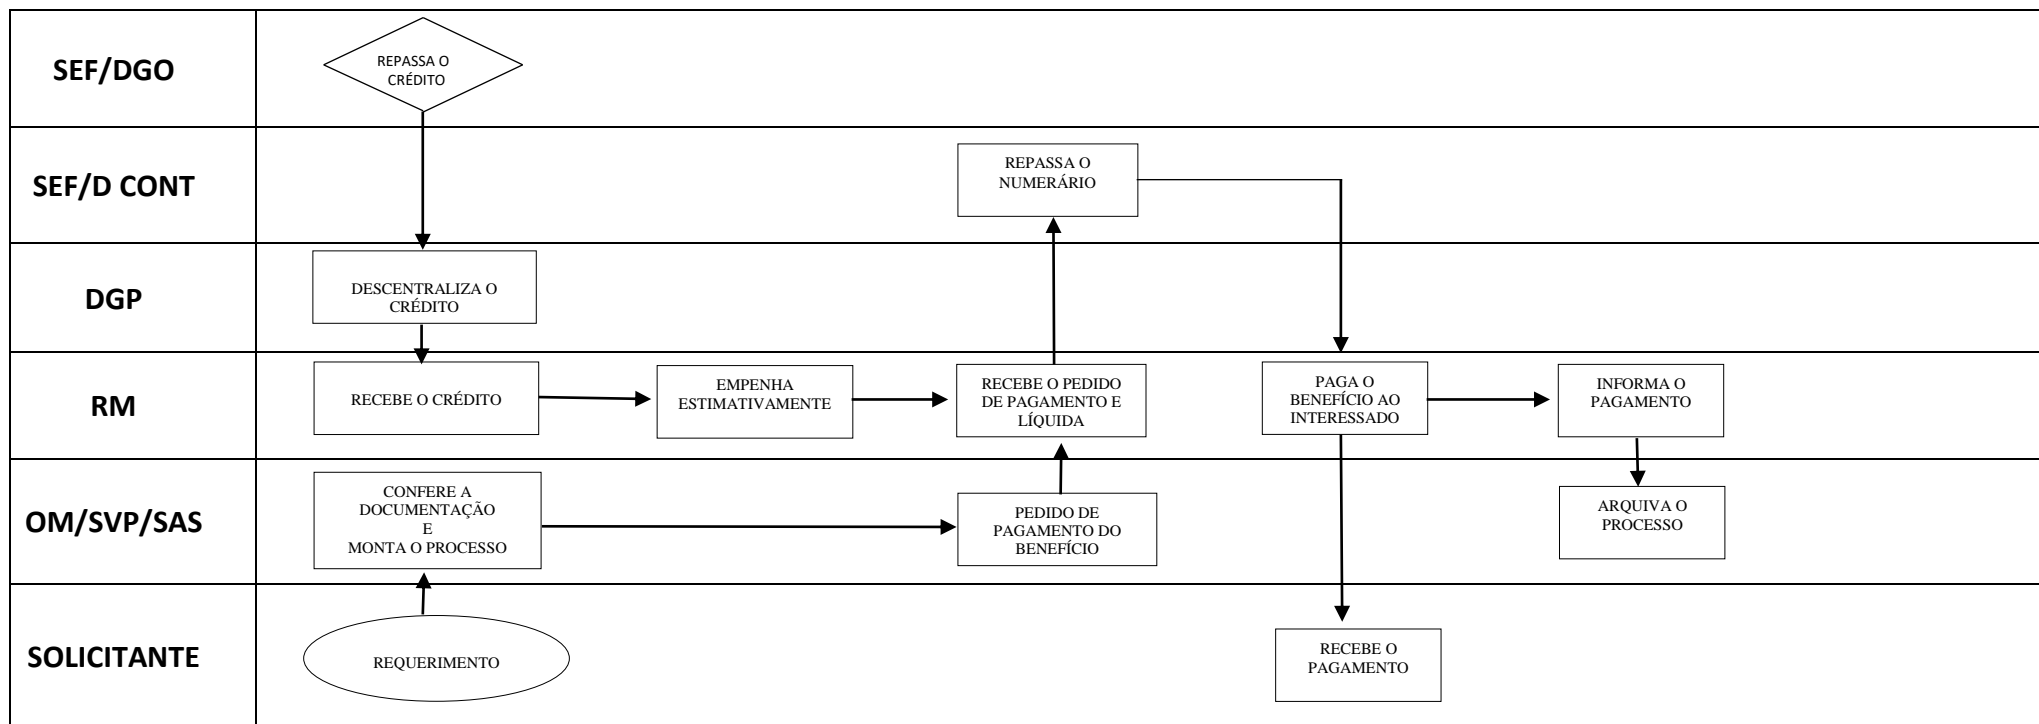 SEF/DGO
REPASSA O
CRÉDITO
SEF/D CONT
REPASSA O
NUMERÁRIO
DGP
DESCENTRALIZA O
CRÉDITO
RM
RECEBE O CRÉDITO
EMPENHA
ESTIMATIVAMENTE
RECEBE O PEDIDO
DE PAGAMENTO E
LÍQUIDA
PAGA O
BENEFÍCIO AO
INTERESSADO
INFORMA O
PAGAMENTO
OM/SVP/SAS
CONFERE A
DOCUMENTAÇÃO
E
MONTA O PROCESSO
PEDIDO DE
PAGAMENTO DO
BENEFÍCIO
ARQUIVA O
PROCESSO
SOLICITANTE
REQUERIMENTO
RECEBE O
PAGAMENTO